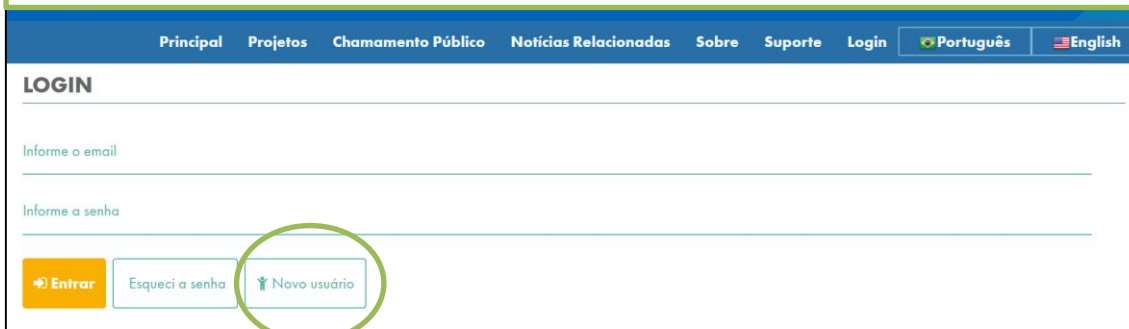 Principal Projetos Chamamento Público Notícias Relacionadas Sobre Suporte Login Português English
LOGIN
Informe o email
Informe a senha
Entrar Esqueci a senha Novo usuário